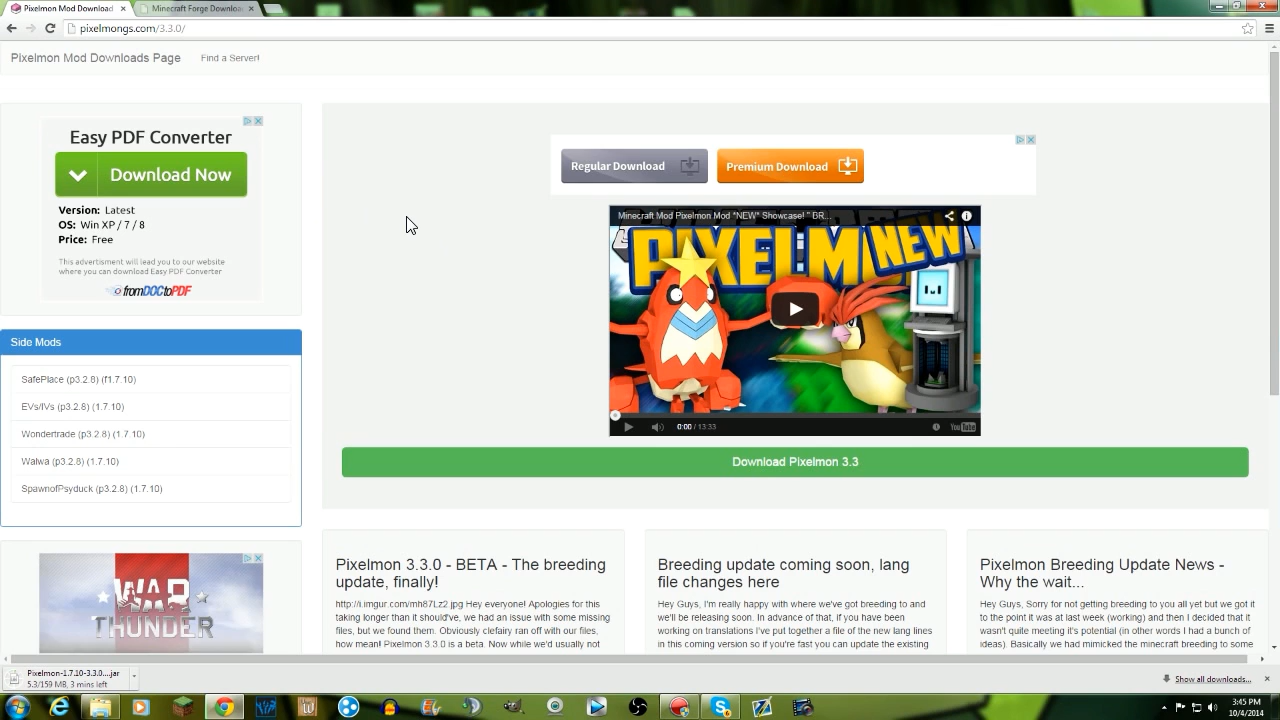 Pixelmon Mod Download
Minecraft Forge Downloa
pixelmongs.com/3.3.0/
Pixelmon Mod Downloads Page
Find a Server!
Easy PDF Converter
Download Now
Version: Latest
OS: Win XP / 7 / 8
Price: Free
This advertisment will lead you to our website
where you can download Easy PDF Converter
fromDOCtoPDF
Regular Download
Premium Download
Minecraft Mod Pixelmon Mod *NEW* Showcase! " BR...
PIXELM
NEW
0:00 / 13:33
YouTube
Download Pixelmon 3.3
Side Mods
SafePlace (p3.2.8) (f1.7.10)
EVs/IVs (p3.2.8) (1.7.10)
Wondertrade (p3.2.8) (1.7.10)
Walwa (p3.2.8) (1.7.10)
SpawnofPsyduck (p3.2.8) (1.7.10)
WAR
THUNDER
Pixelmon 3.3.0 - BETA - The breeding
update, finally!
http://i.imgur.com/mh87Lz2.jpg Hey everyone! Apologies for this
taking longer than it should've, we had an issue with some missing
files, but we found them. Obviously clefairy ran off with our files,
how mean! Pixelmon 3.3.0 is a beta. Now while we'd usually not
Breeding update coming soon, lang
file changes here
Hey Guys, I'm really happy with where we've got breeding to and
we'll be releasing soon. In advance of that, if you have been
working on translations I've put together a file of the new lang lines
in this coming version so if you're fast you can update the existing
Pixelmon Breeding Update News -
Why the wait...
Hey Guys, Sorry for not getting breeding to you all yet but we got it
to the point it was at last week (working) and then I decided that it
wasn't quite meeting it's potential (in other words I had a bunch of
ideas). Basically we had mimicked the minecraft breeding to some
Pixelmon-1.7.10-3.3.0....jar
5.3/159 MB, 3 mins left
Show all downloads...
3:45 PM
10/4/2014